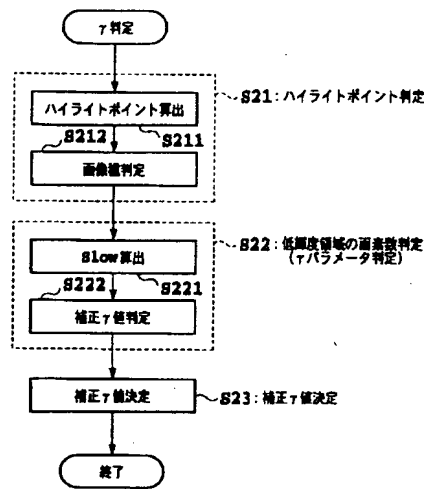 γ判定
S21:ハイライトポイント判定
ハイライトポイント算出
S212
S211
画像種判定
S22:低輝度領域の画素数判定
(γパラメータ判定)
Slow算出
S222
S221
補正γ値判定
補正γ値決定
S23:補正γ値決定
終了